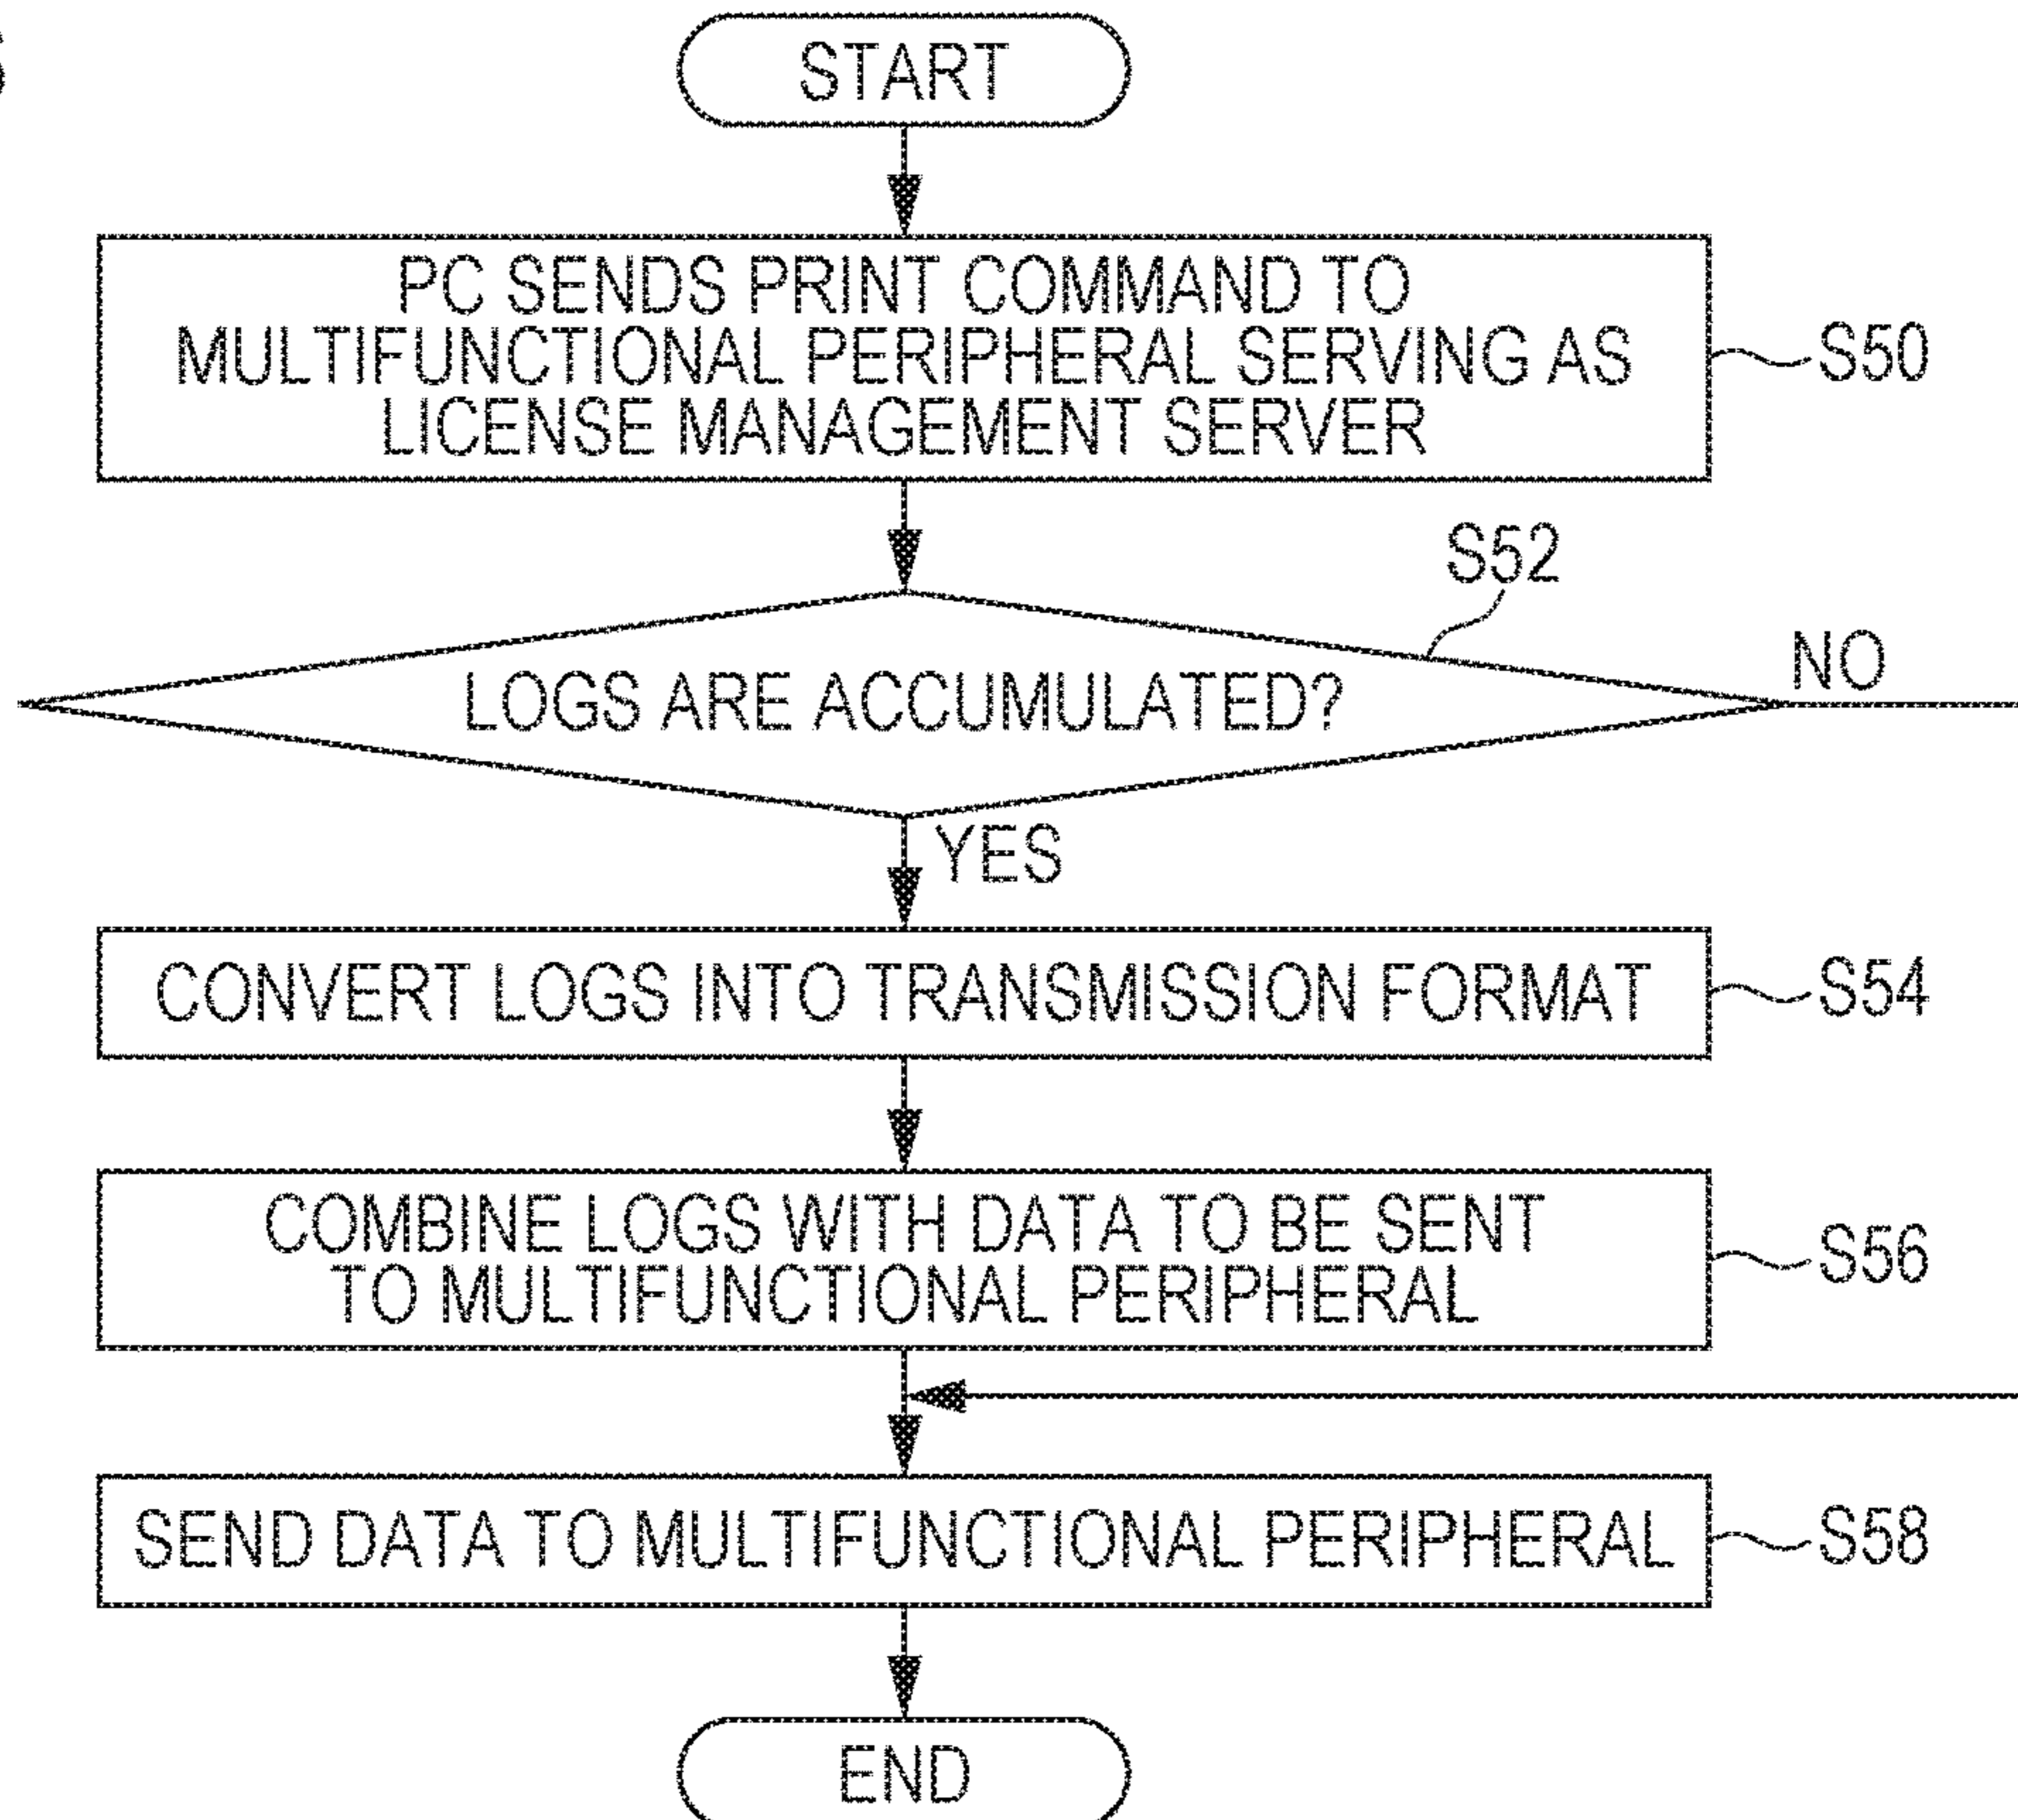 START
PC SENDS PRINT COMMAND TO
MULTIFUNCTIONAL PERIPHERAL SERVING AS
LICENSE MANAGEMENT SERVER
S50
S52
LOGS ARE ACCUMULATED?
NO
YES
CONVERT LOGS INTO TRANSMISSION FORMAT
S54
COMBINE LOGS WITH DATA TO BE SENT
TO MULTIFUNCTIONAL PERIPHERAL
S56
SEND DATA TO MULTIFUNCTIONAL PERIPHERAL
S58
END